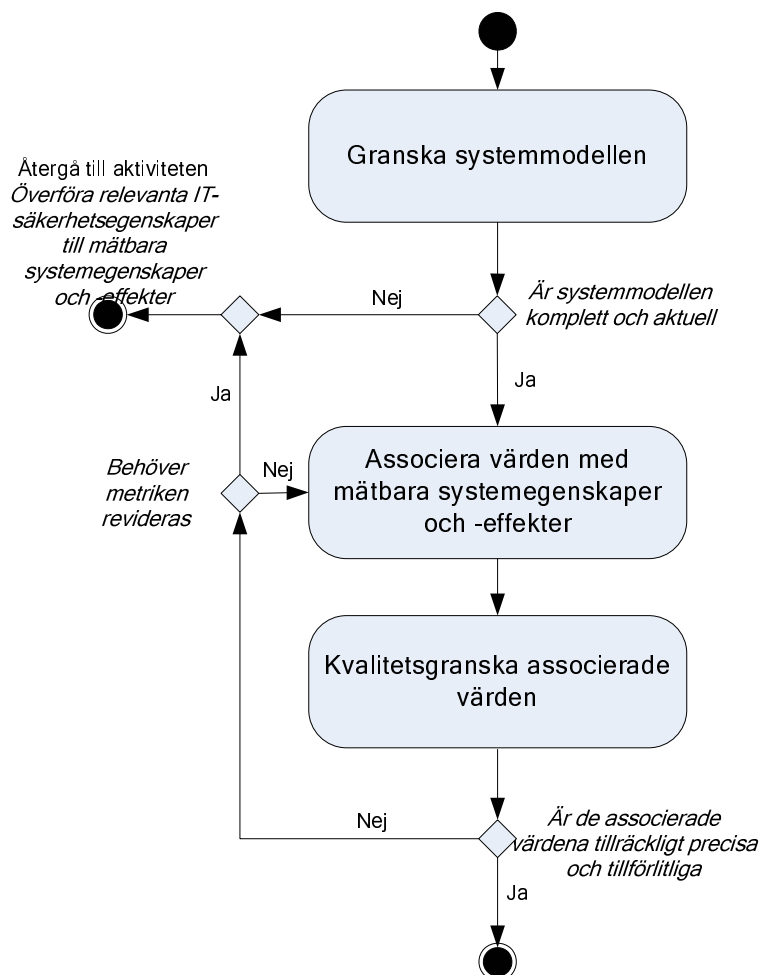 Granska systemmodellen
Återgå till aktiviteten
Överföra relevanta IT-
säkerhetsegenskaper
till mätbara
systemegenskaper
och -effekter
Nej
Är systemmodellen
komplett och aktuell
Ja
Ja
Behöver
metriken
revideras
Nej
Associera värden med
mätbara systemegenskaper
och -effekter
Kvalitetsgranska associerade
värden
Nej
Är de associerade
värdena tillräckligt precisa
och tillförlitliga
Ja